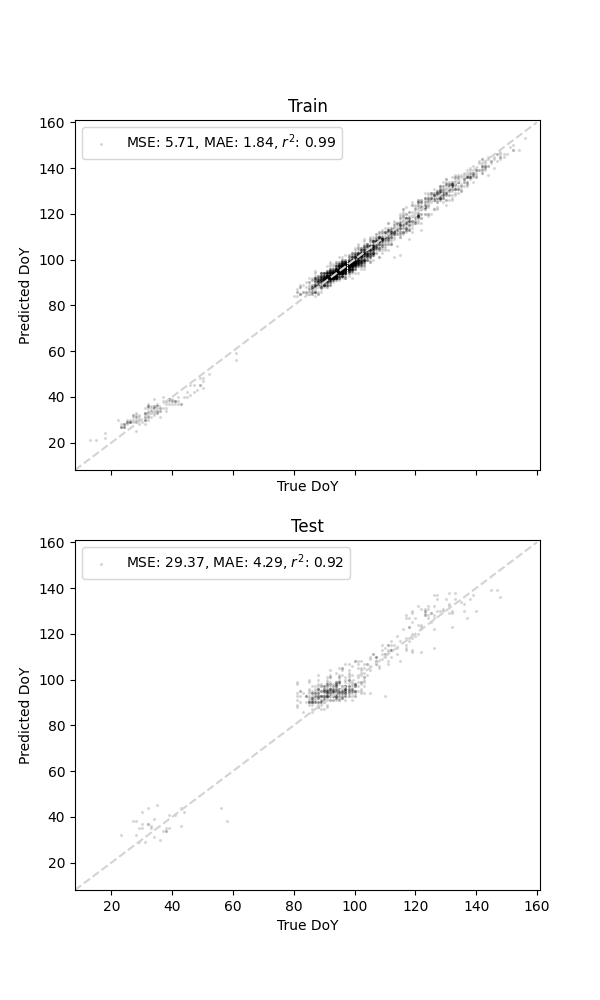 Train
MSE: 5.71, MAE: 1.84, r²: 0.99
160
140
120
100
80
60
40
20
Predicted DoY
True DoY
Test
MSE: 29.37, MAE: 4.29, r²: 0.92
160
140
120
100
80
60
40
20
Predicted DoY
20 40 60 80 100 120 140 160
True DoY